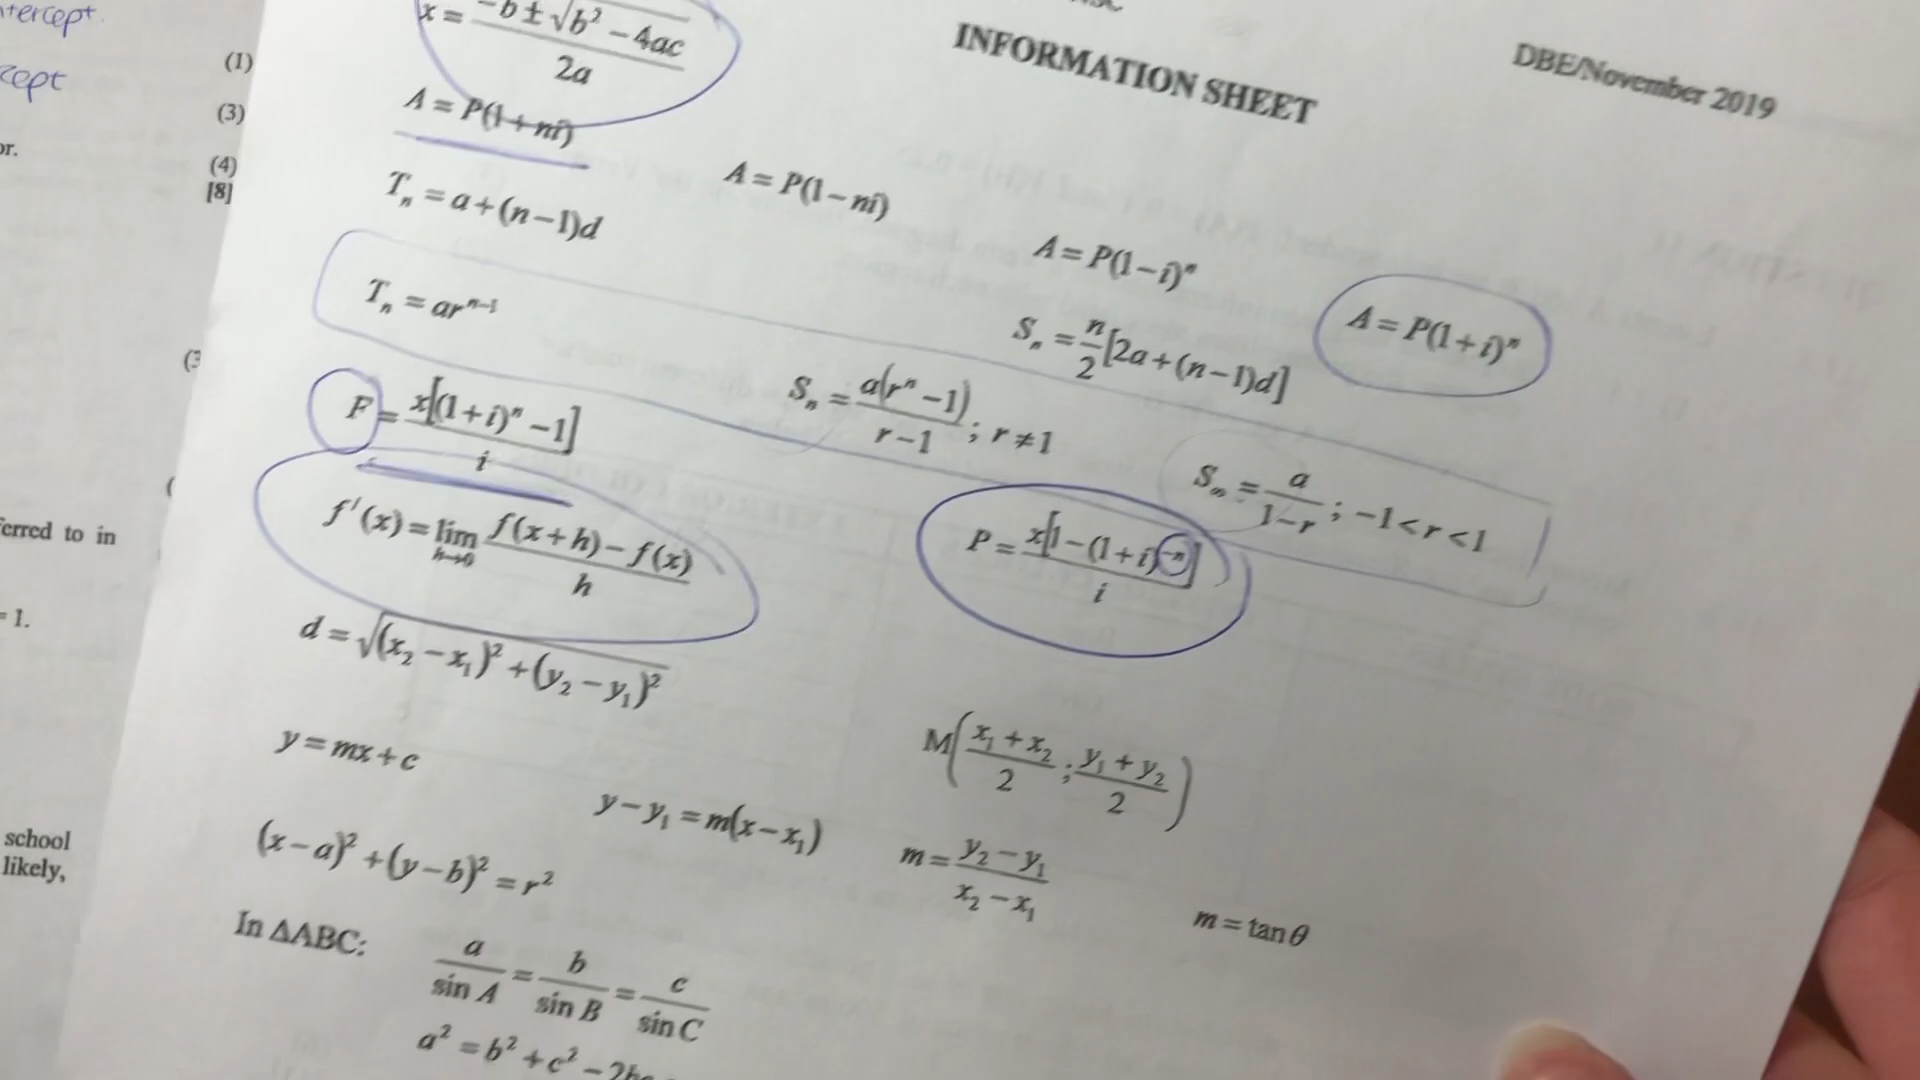 ntercept.
cept
(1)
(3)
or.
(4)
[8]
erred to in
= 1.
school
likely,
INFORMATION SHEET
DBE/November 2019
x = −b ± √(b² − 4ac) / 2a
A = P(1 + ni)
A = P(1 − ni)
A = P(1 − i)ⁿ
A = P(1 + i)ⁿ
Tₙ = a + (n − 1)d
Sₙ = n/2 [2a + (n − 1)d]
Tₙ = arⁿ⁻¹
Sₙ = a(rⁿ − 1) / r − 1 ; r ≠ 1
S∞ = a / 1 − r ; −1 < r < 1
F = x[(1 + i)ⁿ − 1] / i
P = x[1 − (1 + i)⁻ⁿ] / i
f'(x) = lim h→0 f(x + h) − f(x) / h
d = √((x₂ − x₁)² + (y₂ − y₁)²)
M(x₁ + x₂ / 2 ; y₁ + y₂ / 2)
y = mx + c
y − y₁ = m(x − x₁)
m = y₂ − y₁ / x₂ − x₁
m = tan θ
(x − a)² + (y − b)² = r²
In ΔABC:
a / sin A = b / sin B = c / sin C
a² = b² + c² −